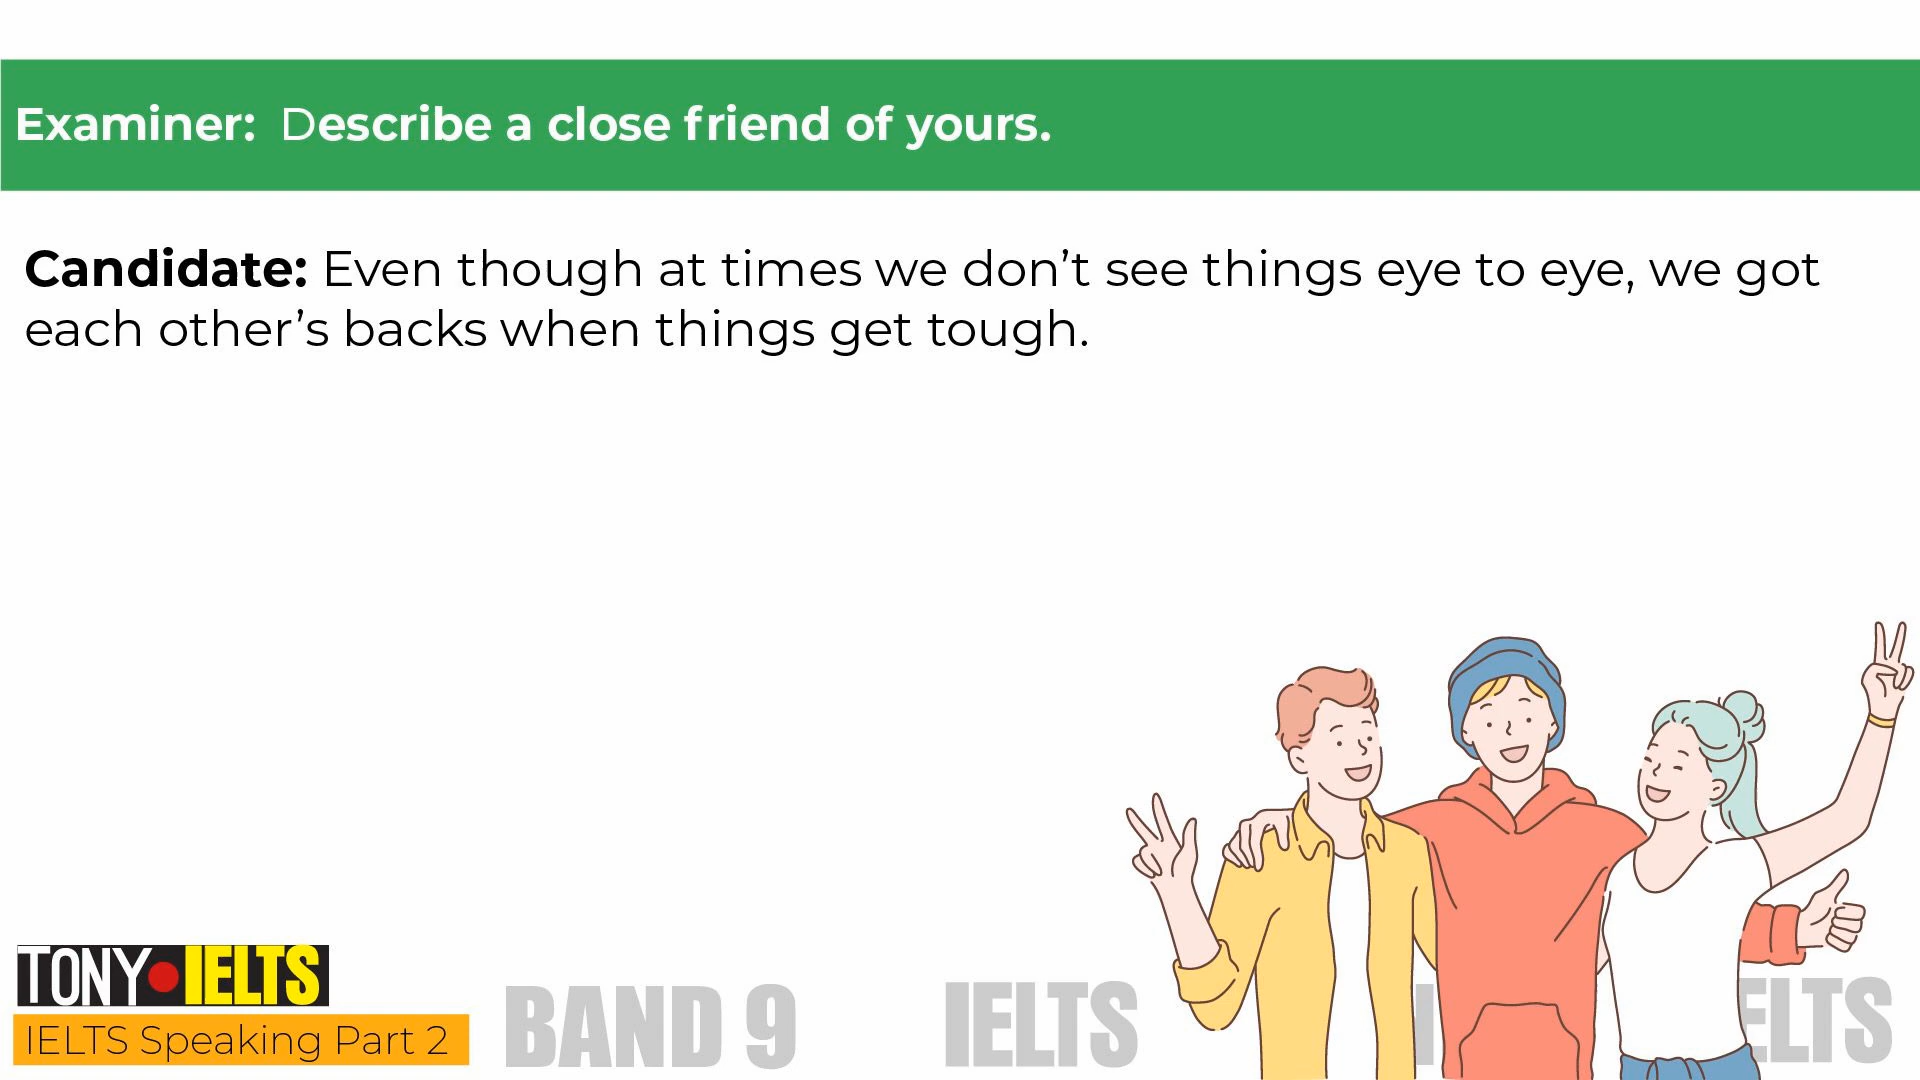 Examiner: Describe a close friend of yours.
Candidate: Even though at times we don’t see things eye to eye, we got
each other’s backs when things get tough.
TONY IELTS
IELTS Speaking Part 2
BAND 9
IELTS
ELTS